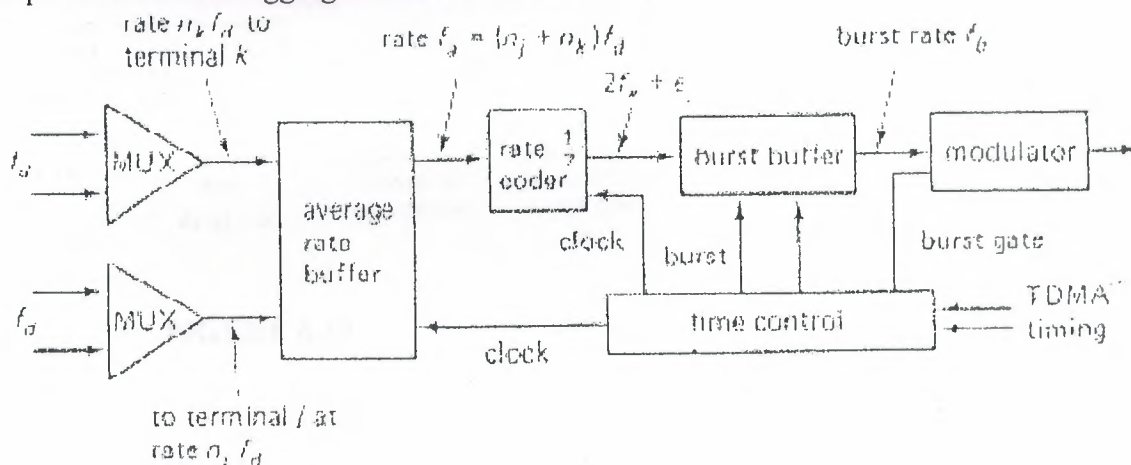 rate n_k f_d to
terminal k
rate f_a = (n_j + n_k) f_d
burst rate f_b
2f_a + ε
f_d
MUX
average
rate
buffer
rate 1/2
coder
burst buffer
modulator
clock
burst
burst gate
f_d
MUX
clock
time control
TDMA
timing
to terminal j at
rate n_j f_d